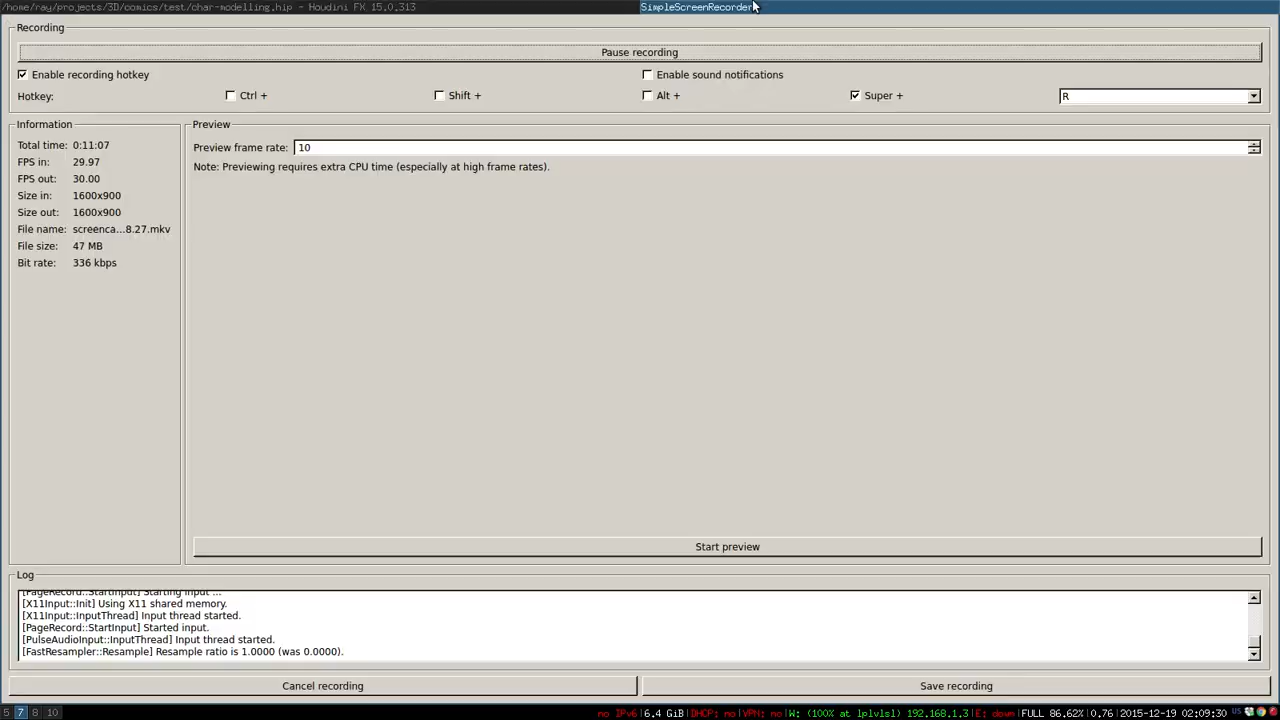 /home/ray/projects/3D/comics/test/char-modelling.hip - Houdini FX 15.0.313
SimpleScreenRecorder
Recording
Pause recording
Enable recording hotkey
Enable sound notifications
Hotkey: Ctrl + Shift + Alt + Super + R
Information
Total time: 0:11:07
FPS in: 29.97
FPS out: 30.00
Size in: 1600x900
Size out: 1600x900
File name: screenca...8.27.mkv
File size: 47 MB
Bit rate: 336 kbps
Preview
Preview frame rate: 10
Note: Previewing requires extra CPU time (especially at high frame rates).
Start preview
Log
[PageRecord::StartInput] Starting input ...
[X11Input::Init] Using X11 shared memory.
[X11Input::InputThread] Input thread started.
[PageRecord::StartInput] Started input.
[PulseAudioInput::InputThread] Input thread started.
[FastResampler::Resample] Resample ratio is 1.0000 (was 0.0000).
Cancel recording
Save recording
5 7 8 10
no IPv6|6.4 GiB|DHCP: no|VPN: no|W: (100% at lplvlsl) 192.168.1.3|E: down|FULL 86.62%|0.76 |2015-12-19 02:09:30 US